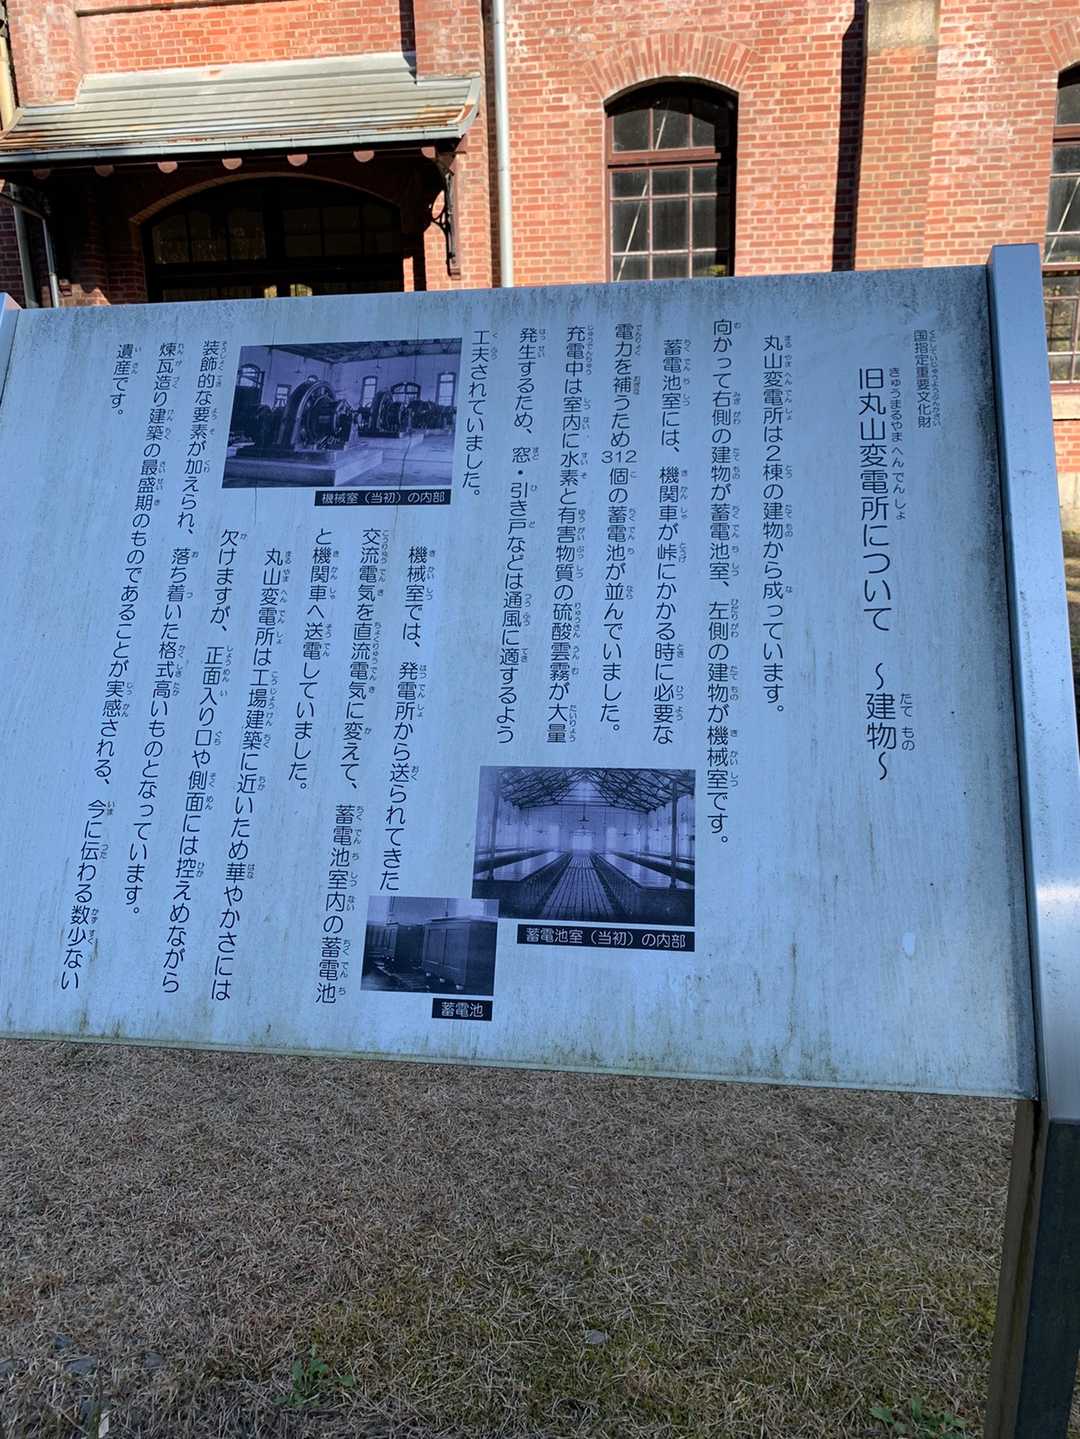 国指定重要文化財
旧丸山変電所について　～建物～
丸山変電所は2棟の建物から成っています。
向かって右側の建物が蓄電池室、左側の建物が機械室です。
蓄電池室には、機関車が峠にかかる時に必要な
電力を補うため312個の蓄電池が並んでいました。
充電中は室内に水素と有害物質の硫酸雲霧が大量
発生するため、窓・引き戸などは通風に適するよう
工夫されていました。
蓄電池室（当初）の内部
蓄電池
機械室（当初）の内部
機械室では、発電所から送られてきた
交流電気を直流電気に変えて、蓄電池室内の蓄電池
と機関車へ送電していました。
丸山変電所は工場建築に近いため華やかさには
欠けますが、正面入り口や側面には控えめながら
装飾的な要素が加えられ、落ち着いた格式高いものとなっています。
煉瓦造り建築の最盛期のものであることが実感される、今に伝わる数少ない
遺産です。